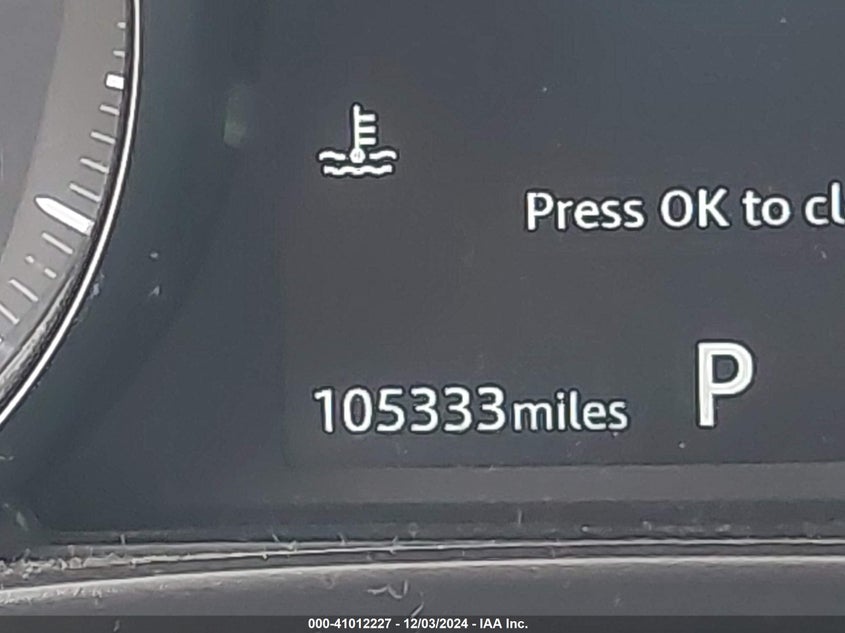 Press OK to cl
105333miles
P
000-41012227 - 12/03/2024 - IAA Inc.